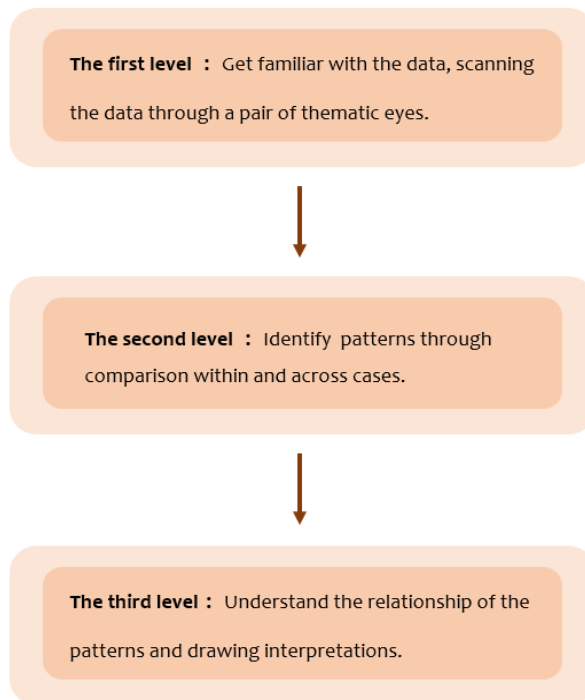 The first level： Get familiar with the data, scanning
the data through a pair of thematic eyes.
The second level： Identify patterns through
comparison within and across cases.
The third level： Understand the relationship of the
patterns and drawing interpretations.